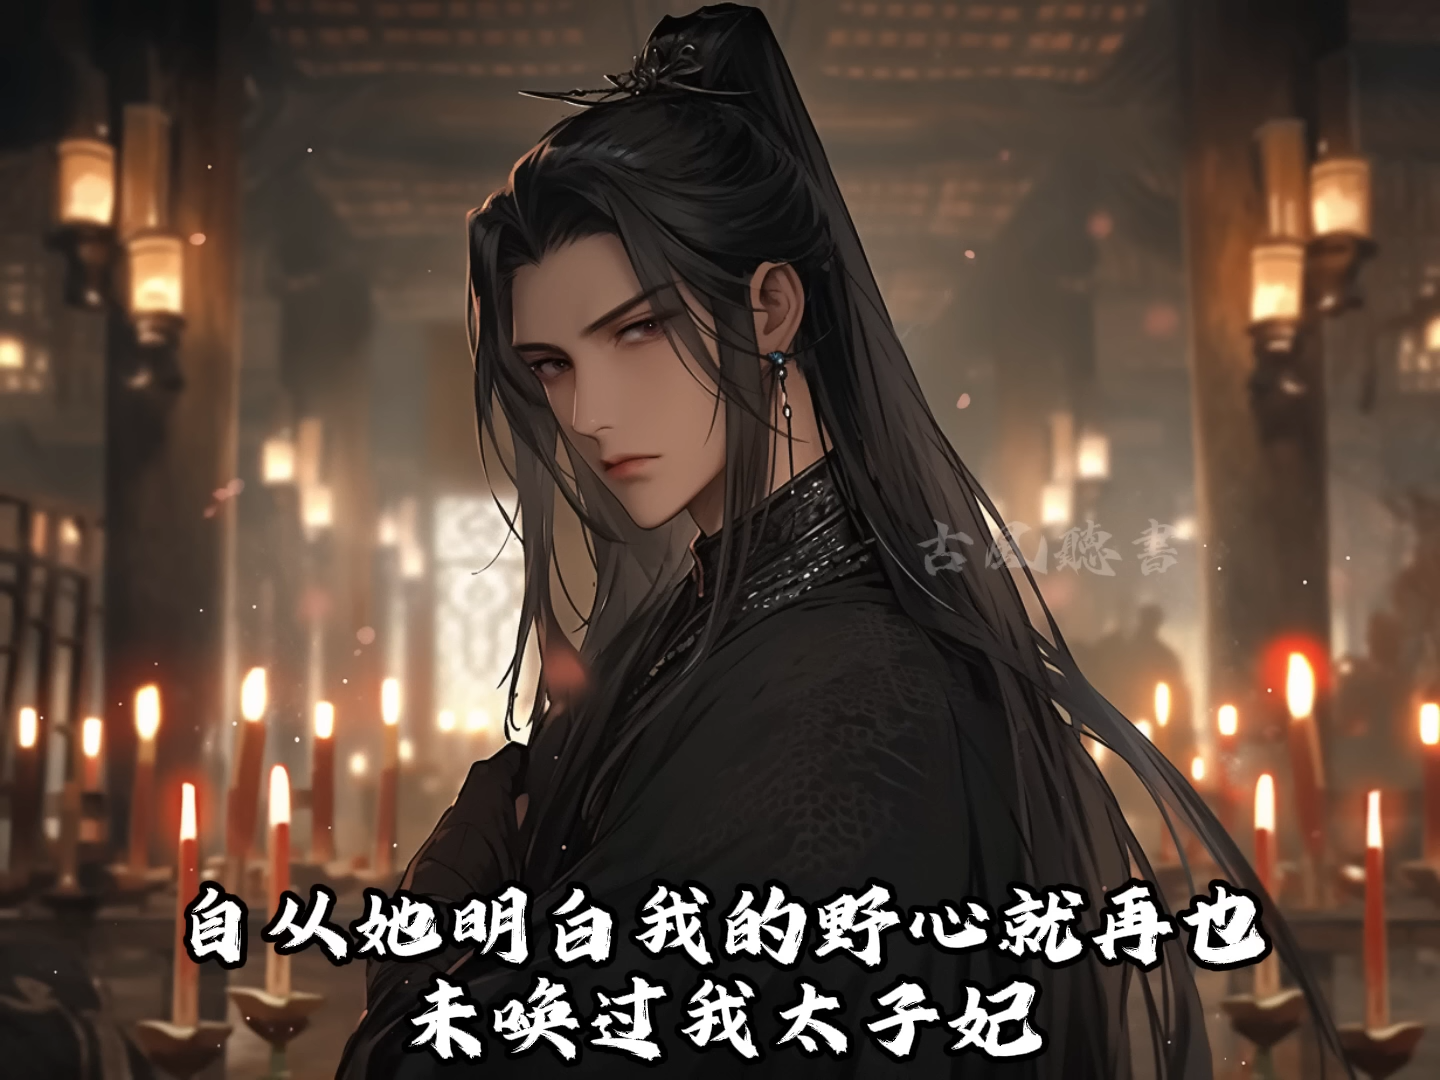 古风聽書
自从她明白我的野心就再也
未唤过我太子妃